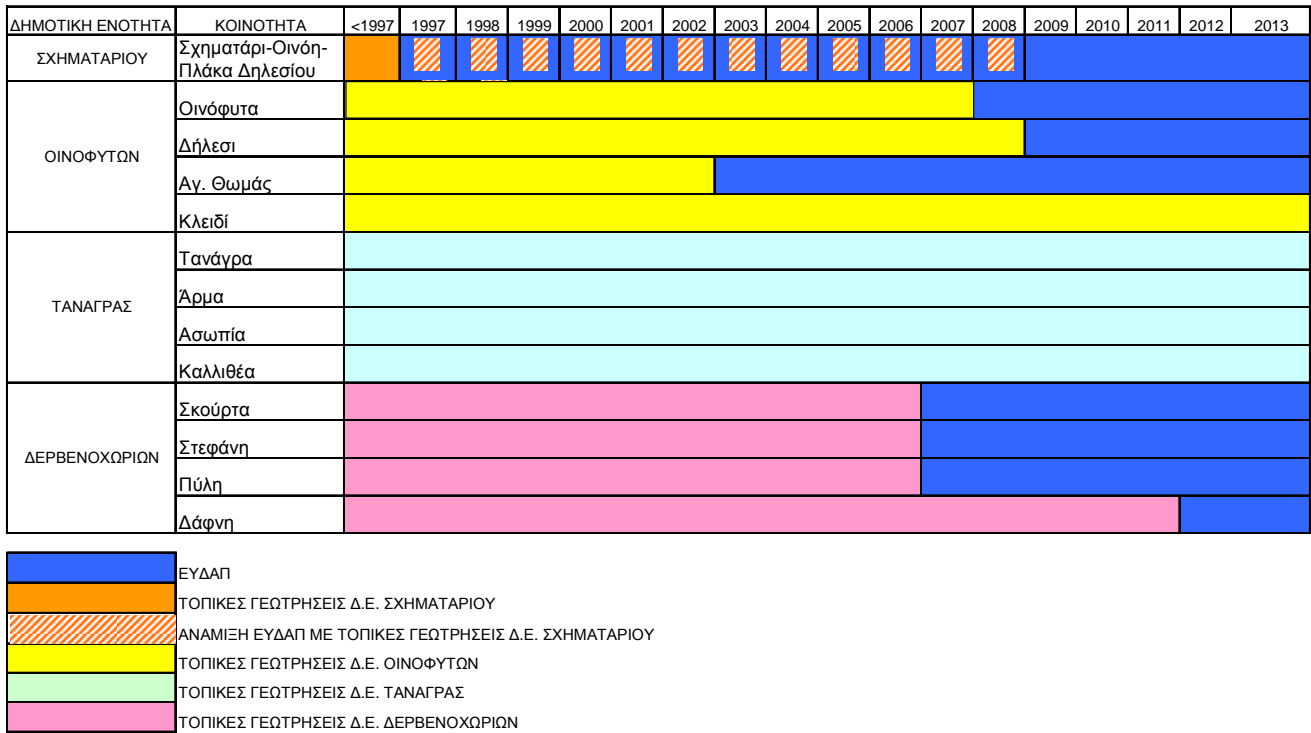 ΔΗΜΟΤΙΚΗ ΕΝΟΤΗΤΑ ΚΟΙΝΟΤΗΤΑ <1997 1997 1998 1999 2000 2001 2002 2003 2004 2005 2006 2007 2008 2009 2010 2011 2012 2013
ΣΧΗΜΑΤΑΡΙΟΥ
Σχηματάρι-Οινόη-
Πλάκα Δηλεσίου
ΟΙΝΟΦΥΤΩΝ
Οινόφυτα
Δήλεσι
Αγ. Θωμάς
Κλειδί
ΤΑΝΑΓΡΑΣ
Τανάγρα
Άρμα
Ασωπία
Καλλιθέα
ΔΕΡΒΕΝΟΧΩΡΙΩΝ
Σκούρτα
Στεφάνη
Πύλη
Δάφνη
ΕΥΔΑΠ
ΤΟΠΙΚΕΣ ΓΕΩΤΡΗΣΕΙΣ Δ.Ε. ΣΧΗΜΑΤΑΡΙΟΥ
ΑΝΑΜΙΞΗ ΕΥΔΑΠ ΜΕ ΤΟΠΙΚΕΣ ΓΕΩΤΡΗΣΕΙΣ Δ.Ε. ΣΧΗΜΑΤΑΡΙΟΥ
ΤΟΠΙΚΕΣ ΓΕΩΤΡΗΣΕΙΣ Δ.Ε. ΟΙΝΟΦΥΤΩΝ
ΤΟΠΙΚΕΣ ΓΕΩΤΡΗΣΕΙΣ Δ.Ε. ΤΑΝΑΓΡΑΣ
ΤΟΠΙΚΕΣ ΓΕΩΤΡΗΣΕΙΣ Δ.Ε. ΔΕΡΒΕΝΟΧΩΡΙΩΝ